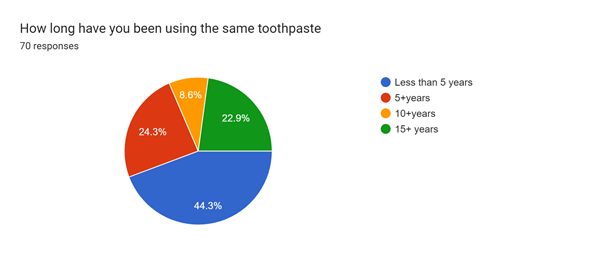 How long have you been using the same toothpaste
70 responses
8.6%
22.9%
24.3%
44.3%
Less than 5 years
5+years
10+years
15+ years